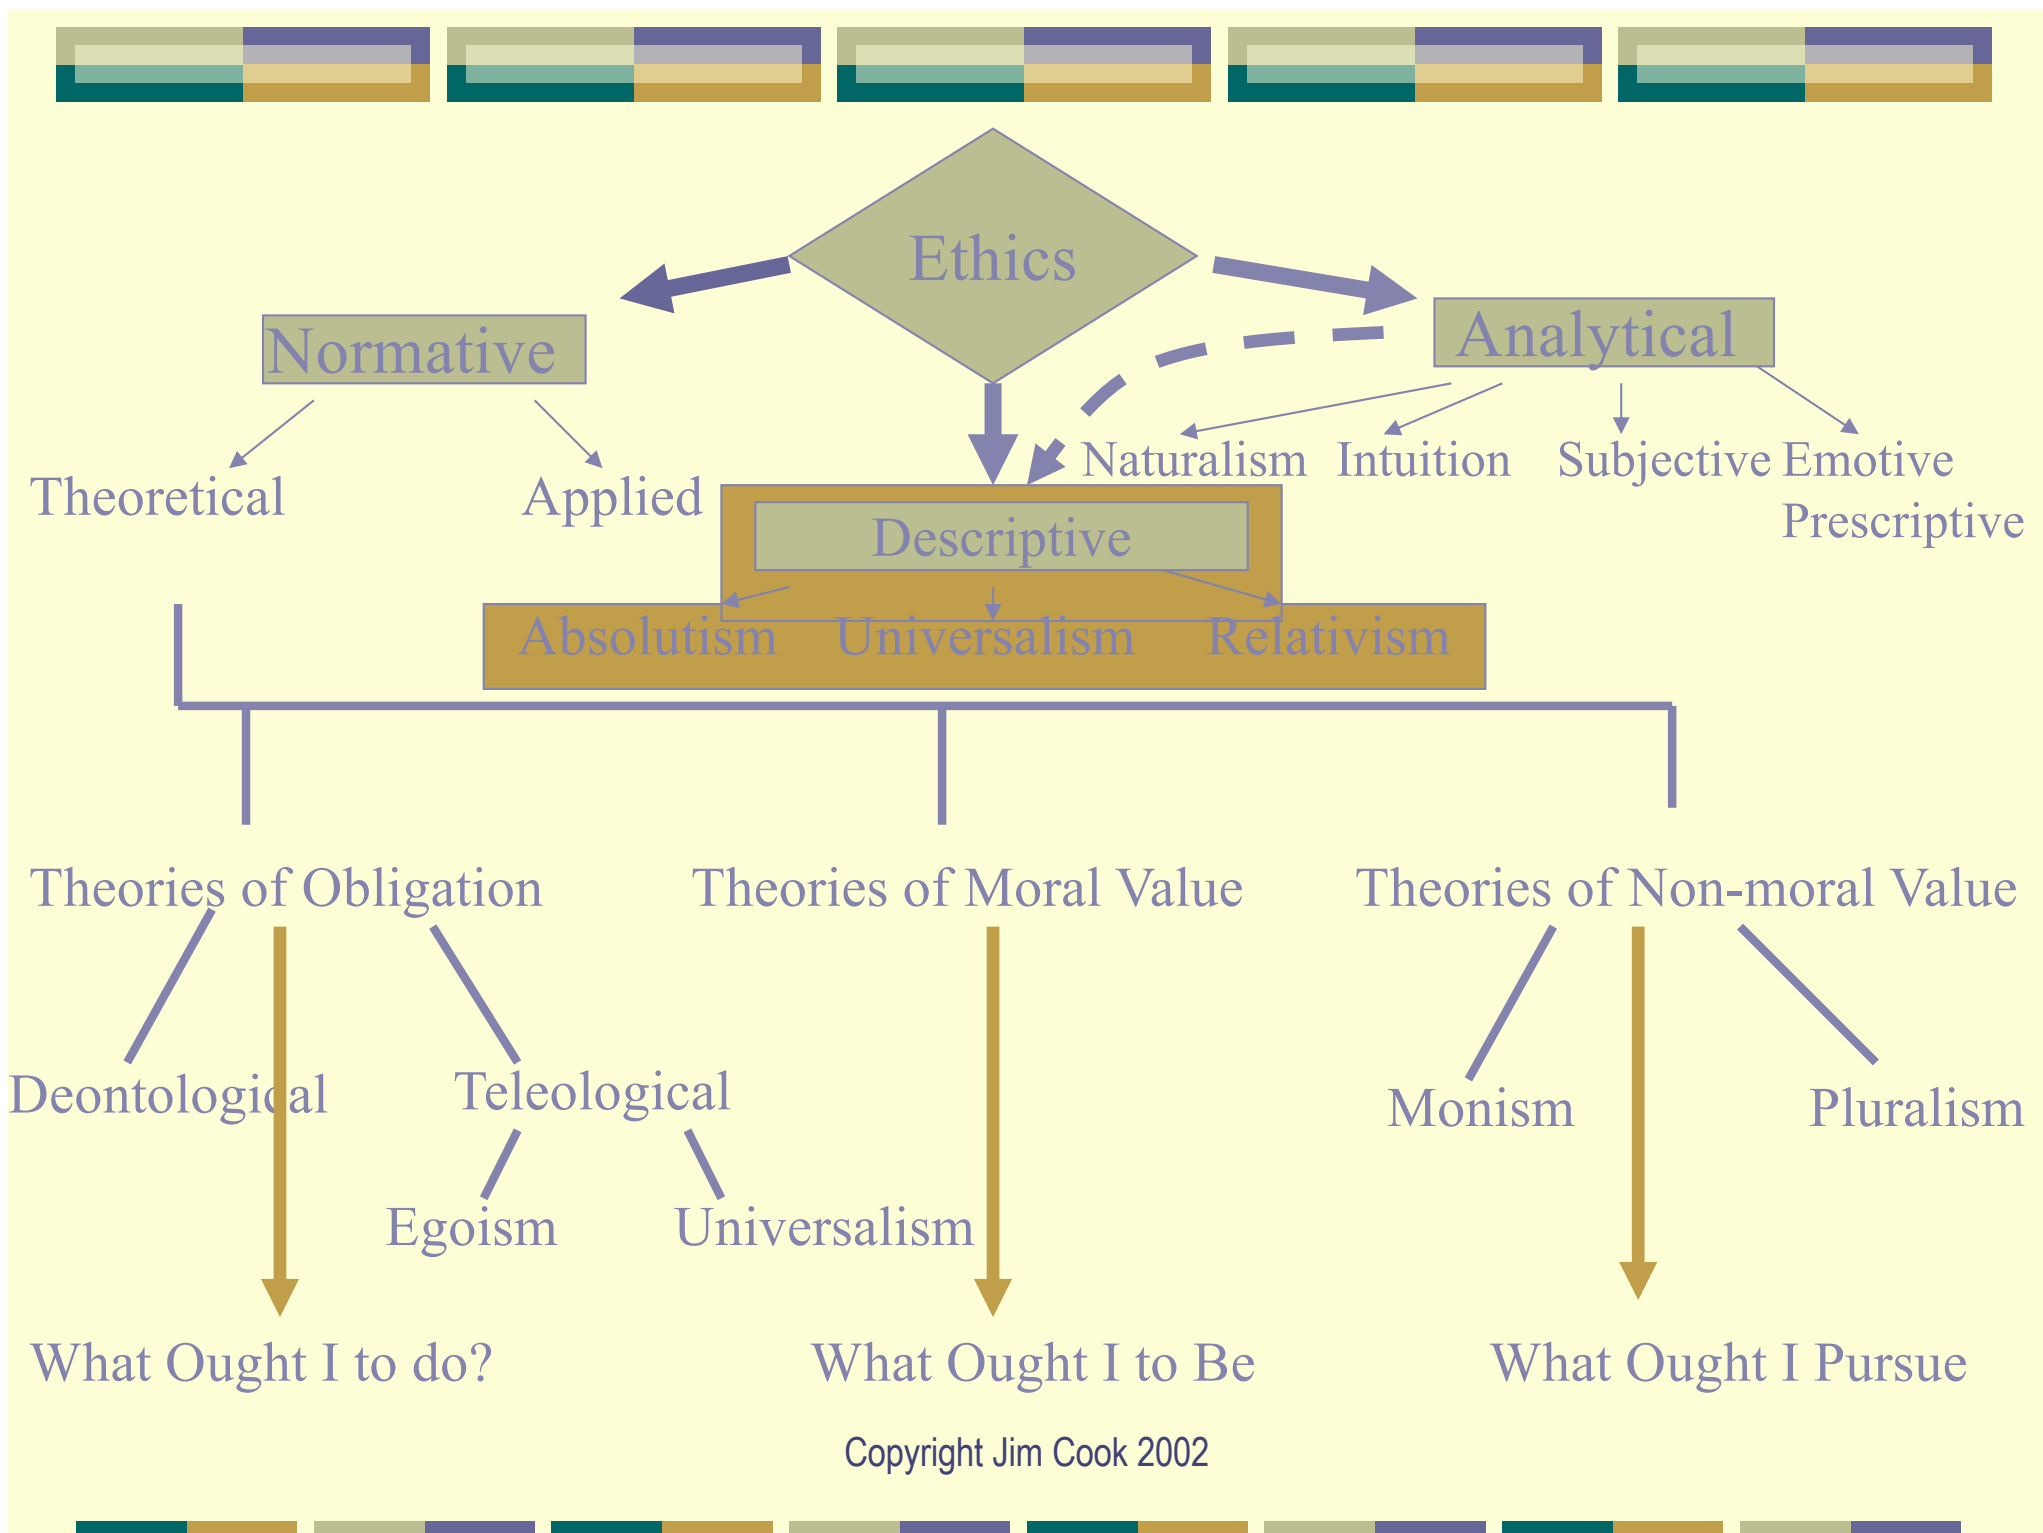 Ethics
Normative
Analytical
Naturalism
Intuition
Subjective
Emotive
Prescriptive
Theoretical
Applied
Descriptive
Absolutism
Universalism
Relativism
Theories of Obligation
Theories of Moral Value
Theories of Non-moral Value
Deontological
Teleological
Monism
Pluralism
Egoism
Universalism
What Ought I to do?
What Ought I to Be
What Ought I Pursue
Copyright Jim Cook 2002